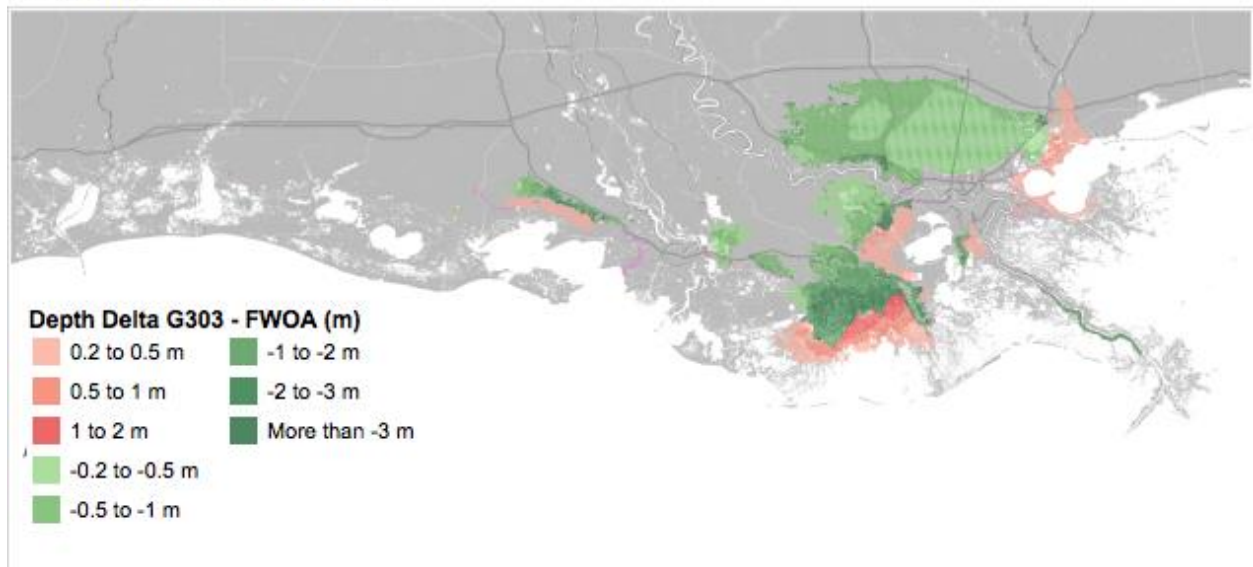 Depth Delta G303 - FWOA (m)
0.2 to 0.5 m
0.5 to 1 m
1 to 2 m
-0.2 to -0.5 m
-0.5 to -1 m
-1 to -2 m
-2 to -3 m
More than -3 m